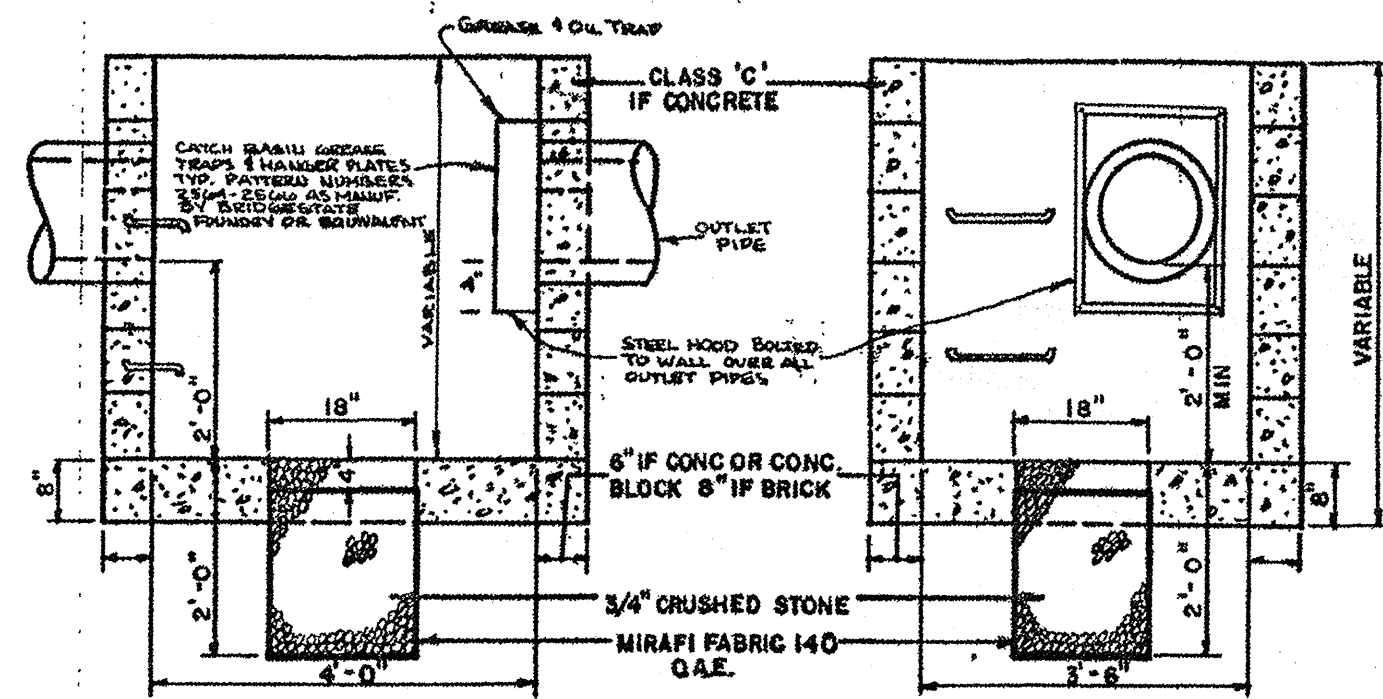 GREASE & OIL TRAP
CLASS 'C'
IF CONCRETE
CATCH BASIN GREASE
TRAPS & HANGER PLATES
TYP. PATTERN NUMBERS
AS MANUF.
BY BRIDGESTATE
FOUNDRY OR EQUIVALENT
VARIABLE
OUTLET
PIPE
STEEL HOOD BOLTED
TO WALL OVER ALL
OUTLET PIPES
VARIABLE
2'-0"
MIN
2'-0"
18"
18"
4"
8"
6" IF CONC OR CONC.
BLOCK 8" IF BRICK
8"
2'-0"
2'-0"
3/4" CRUSHED STONE
MIRAFI FABRIC 140
O.A.E.
4'-0"
3'-6"